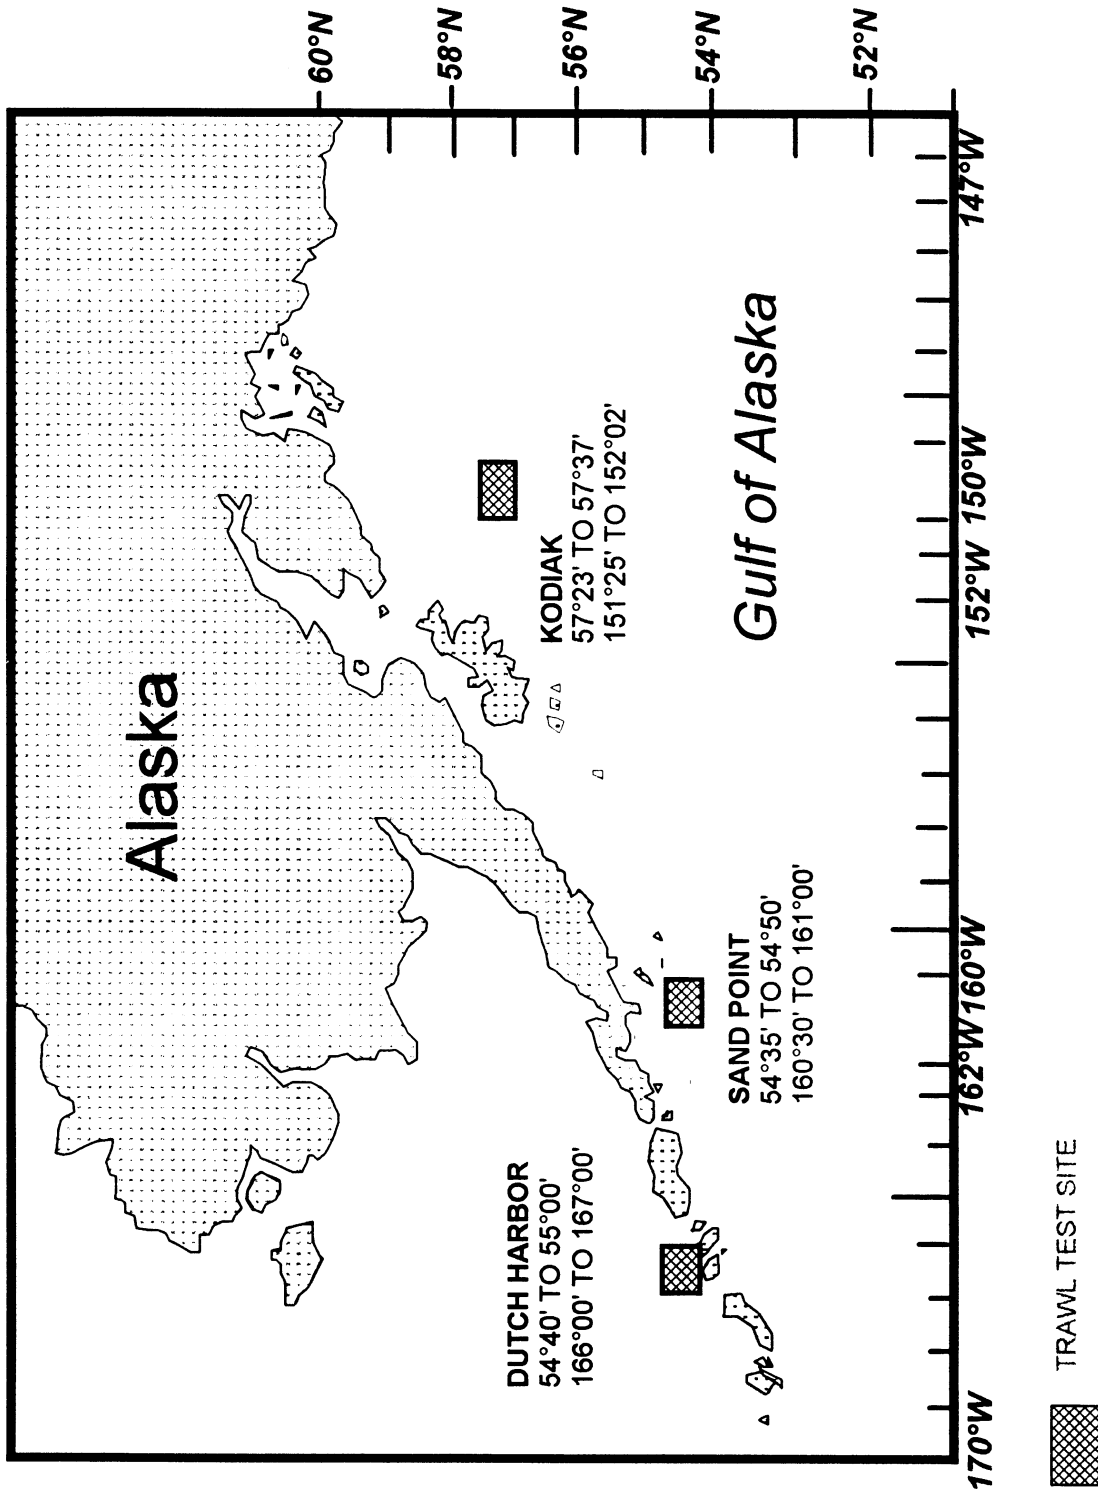 Alaska
60°N
58°N
56°N
54°N
52°N
KODIAK
57°23' TO 57°37'
151°25' TO 152°02'
Gulf of Alaska
DUTCH HARBOR
54°40' TO 55°00'
166°00' TO 167°00'
SAND POINT
54°35' TO 54°50'
160°30' TO 161°00'
170°W
162°W
160°W
152°W
150°W
147°W
TRAWL TEST SITE